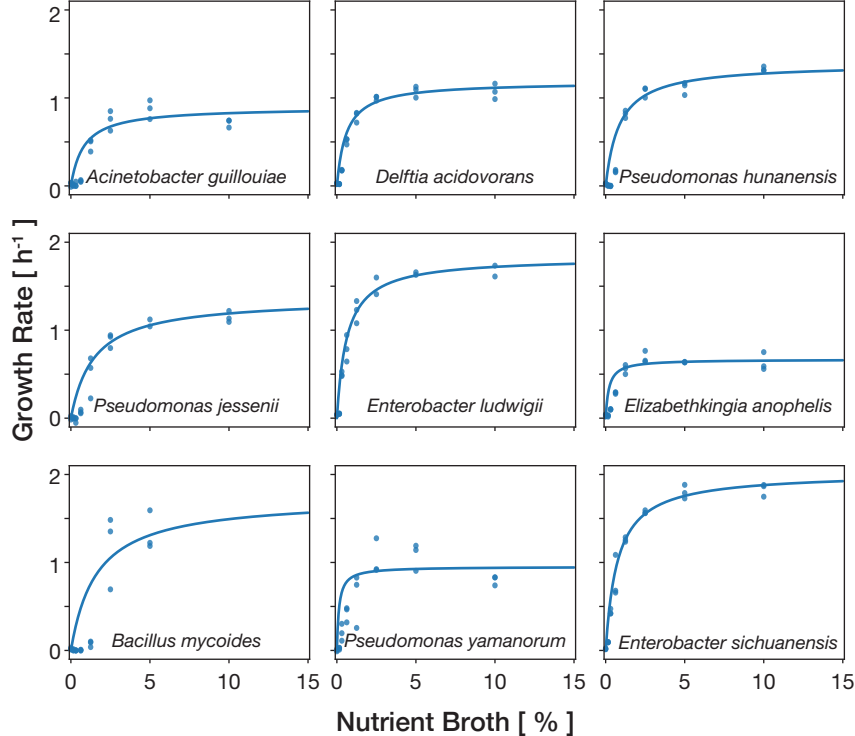 2
1
0
Acinetobacter guillouiae
Delftia acidovorans
Pseudomonas hunanensis
Growth Rate [ h⁻¹ ]
2
1
0
Pseudomonas jessenii
Enterobacter ludwigii
Elizabethkingia anophelis
2
1
0
Bacillus mycoides
Pseudomonas yamanorum
Enterobacter sichuanensis
0 5 10 15 0 5 10 15 0 5 10 15
Nutrient Broth [ % ]